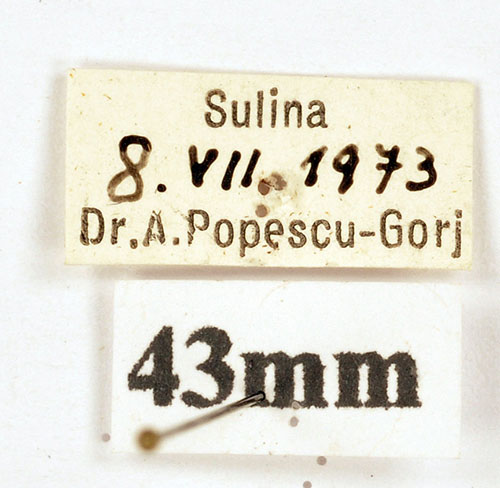 Sulina
8. VII. 1973
Dr.A.Popescu-Gorj
43mm